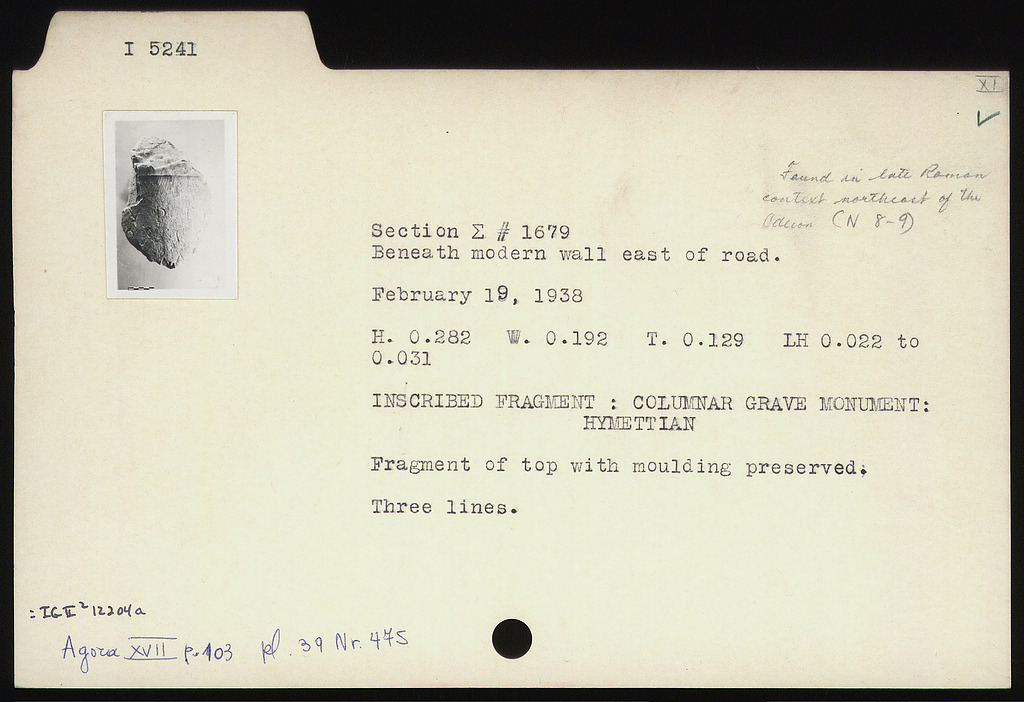 I 5241
XI
✓
Found in late Roman
context northeast of the
Odeion (N 8-9)
Section Σ # 1679
Beneath modern wall east of road.
February 19, 1938
H. 0.282 W. 0.192 T. 0.129 LH 0.022 to
0.031
INSCRIBED FRAGMENT : COLUMNAR GRAVE MONUMENT:
HYMETTIAN
Fragment of top with moulding preserved.
Three lines.
= IG II² 12204a
Agora XVII p. 103 pl. 39 Nr. 475